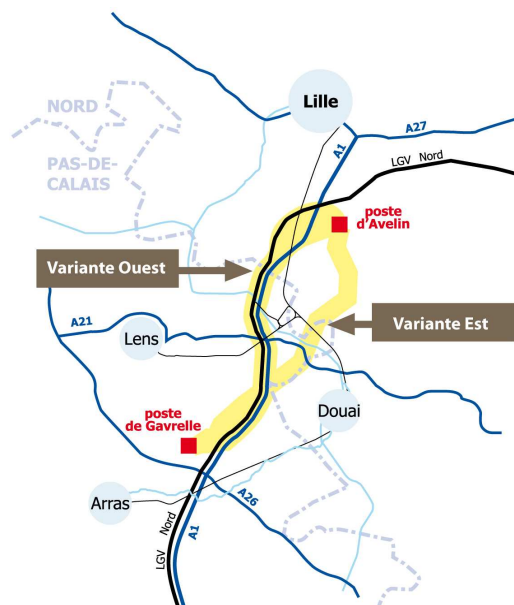 Lille
NORD
A27
A1
PAS-DE-
CALAIS
LGV Nord
poste
d'Avelin
Variante Ouest
A21
Variante Est
Lens
poste
de Gavrelle
Douai
Arras
A26
LGV Nord
A1